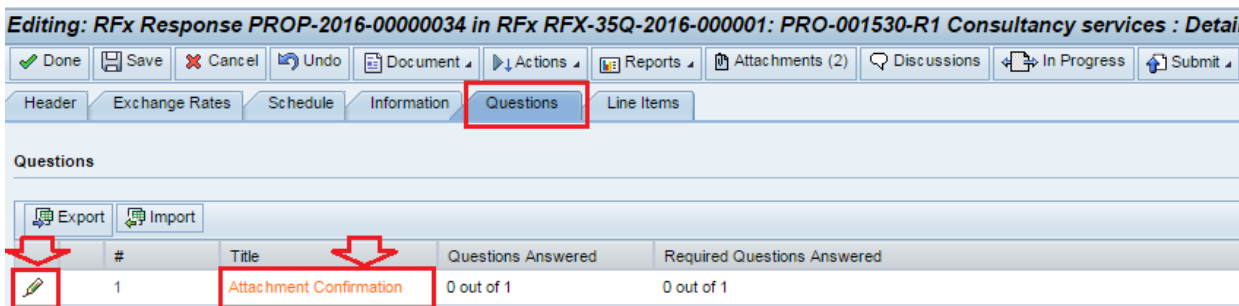 Editing: RFx Response PROP-2016-00000034 in RFx RFX-35Q-2016-000001: PRO-001530-R1 Consultancy services : Detai
Done Save Cancel Undo Document Actions Reports Attachments (2) Discussions In Progress Submit
Header Exchange Rates Schedule Information Questions Line Items
Questions
Export Import
# Title Questions Answered Required Questions Answered
1 Attachment Confirmation 0 out of 1 0 out of 1